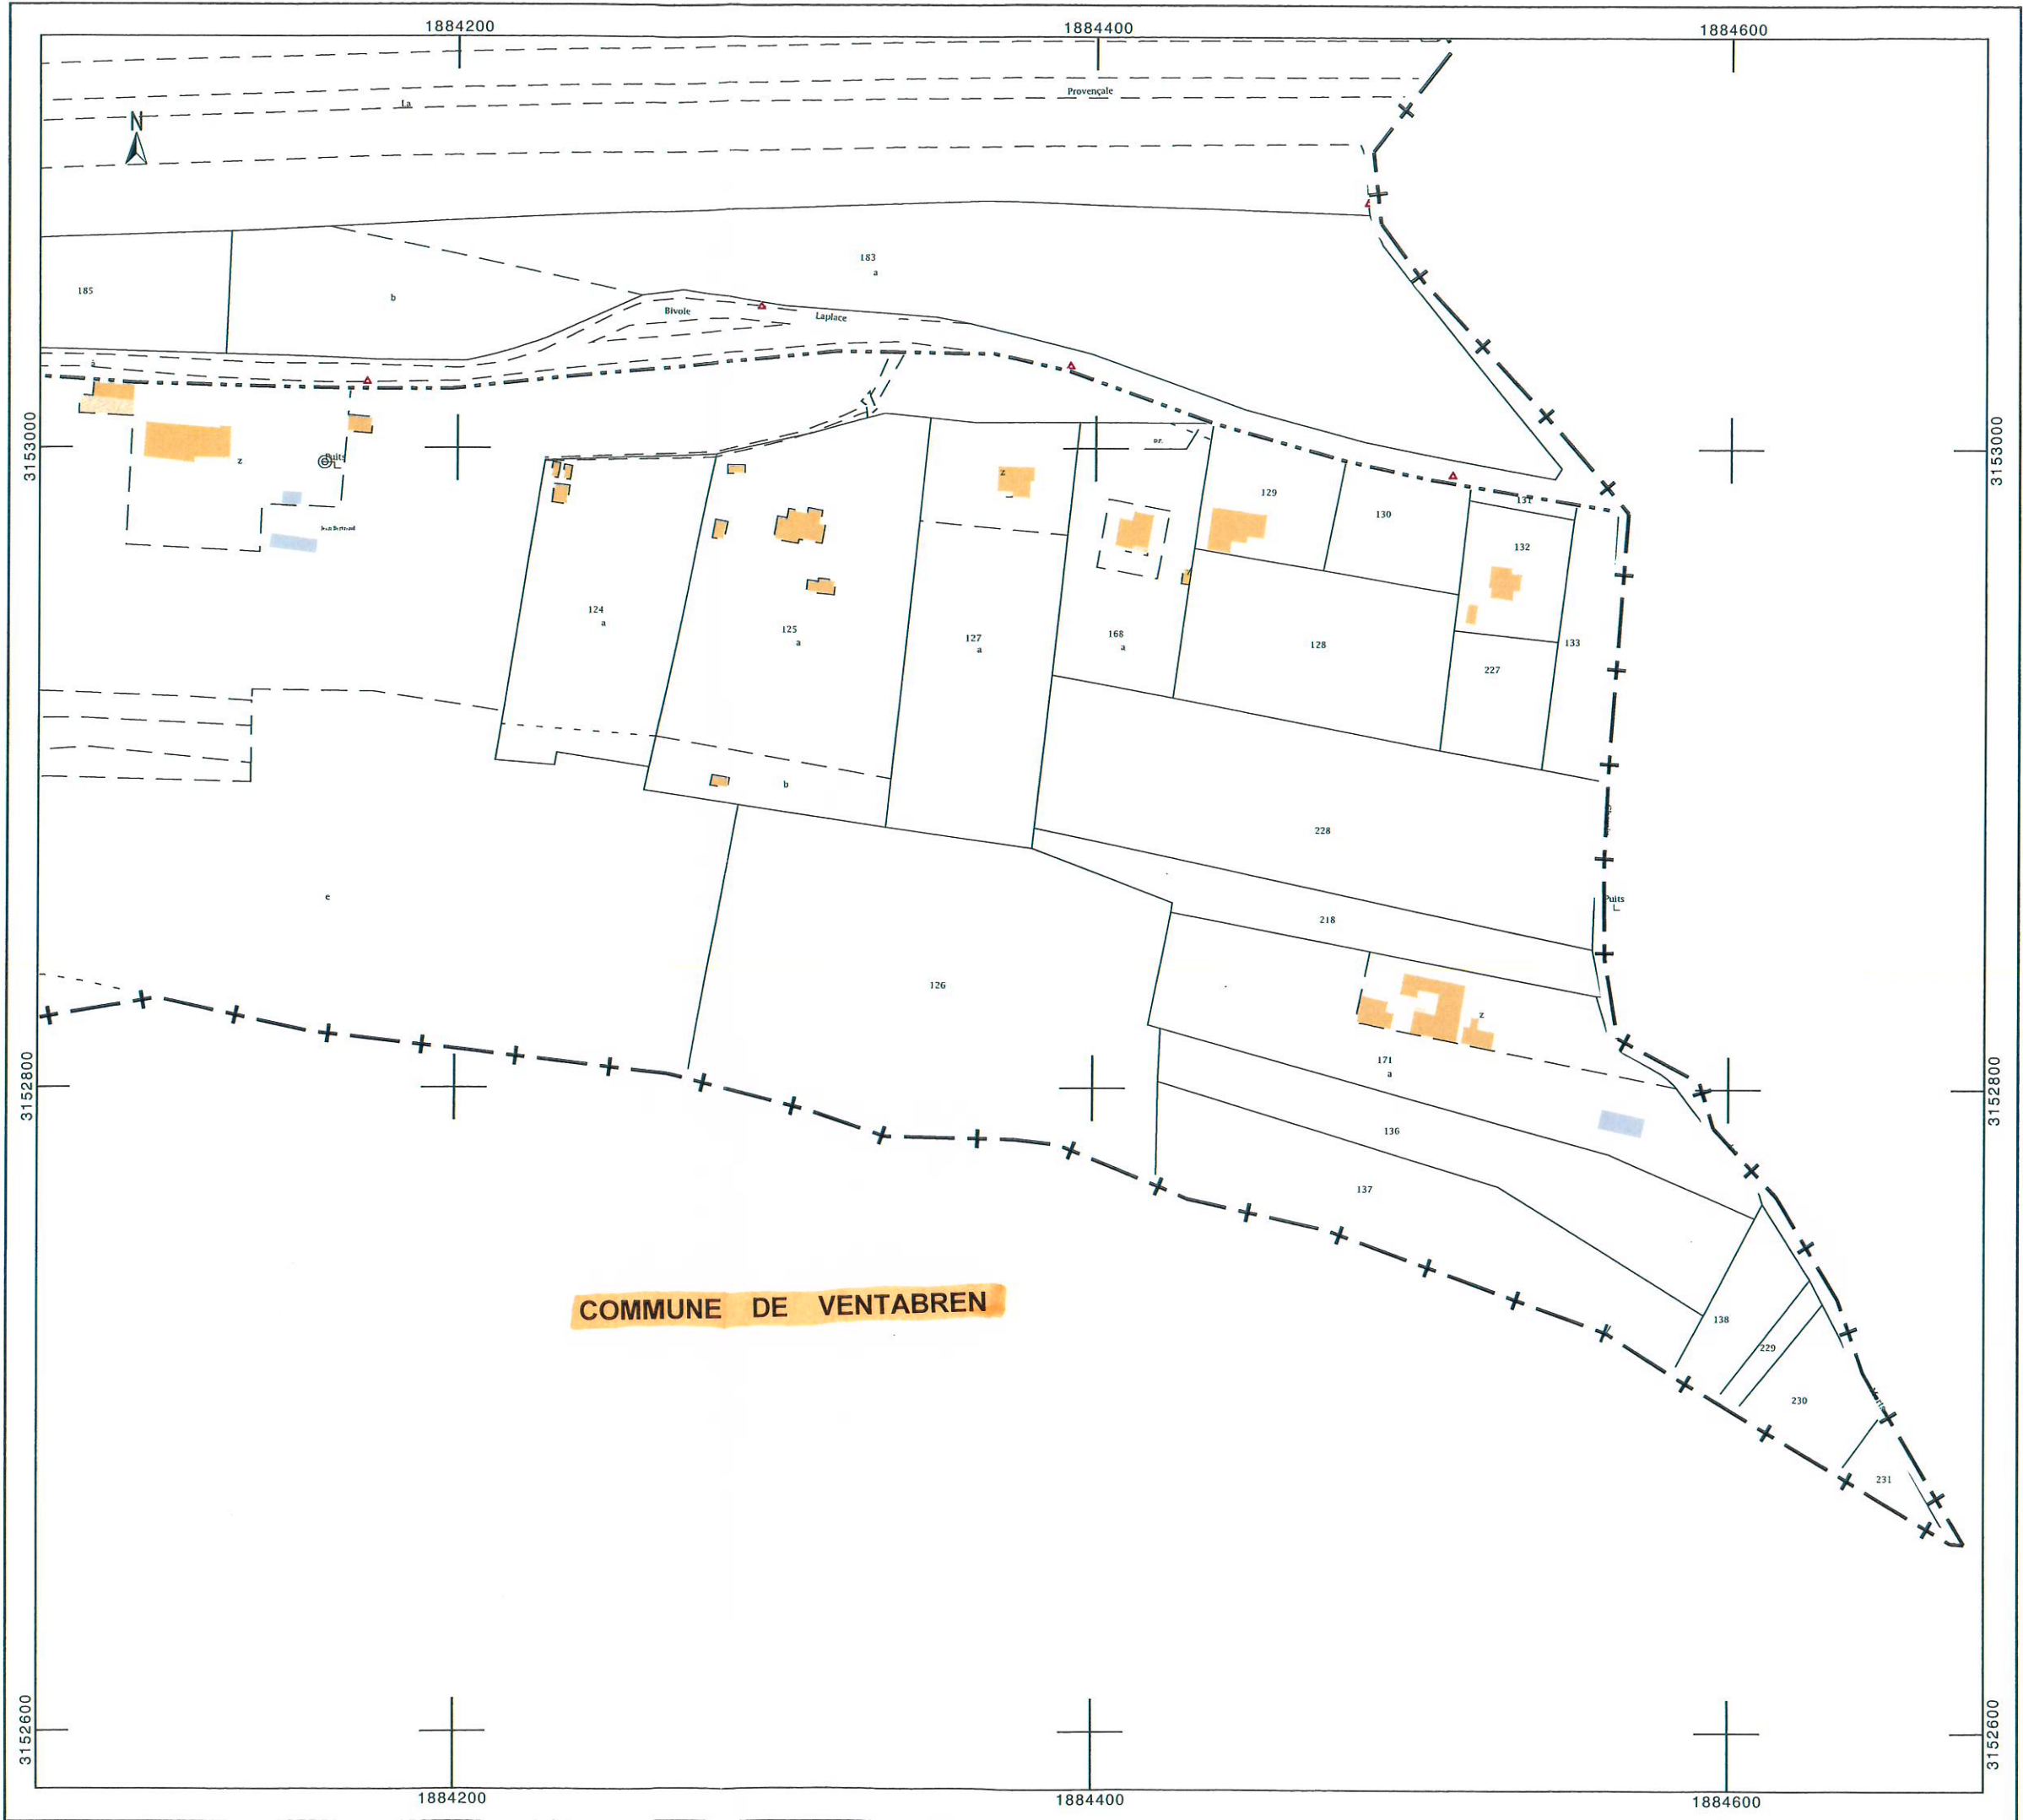 1884200 1884400 1884600
La Provençale
N
183
a
185
b
Bivole Laplace
3153000 3153000
z
Puits
z
129
130
131
132
124
a
125
a
127
a
168
a
128
227
133
b
228
c
Puits
218
126
z
171
a
3152800 3152800
136
137
COMMUNE DE VENTABREN
138
229
230
231
3152600 3152600
1884200 1884400 1884600